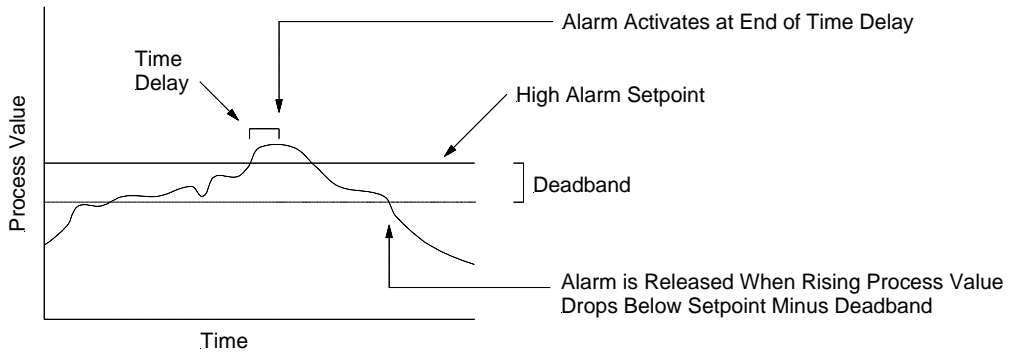 Alarm Activates at End of Time Delay
Time
Delay
High Alarm Setpoint
Process Value
Deadband
Alarm is Released When Rising Process Value
Drops Below Setpoint Minus Deadband
Time